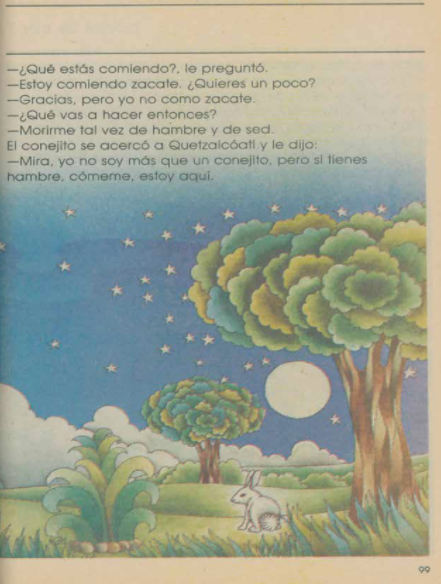 —¿Qué estás comiendo?, le preguntó.
—Estoy comiendo zacate. ¿Quieres un poco?
—Gracias, pero yo no como zacate.
—¿Qué vas a hacer entonces?
—Morirme tal vez de hambre y de sed.
El conejito se acercó a Quetzalcóatl y le dijo:
—Mira, yo no soy más que un conejito, pero si tienes
hambre, cómeme, estoy aquí.
99